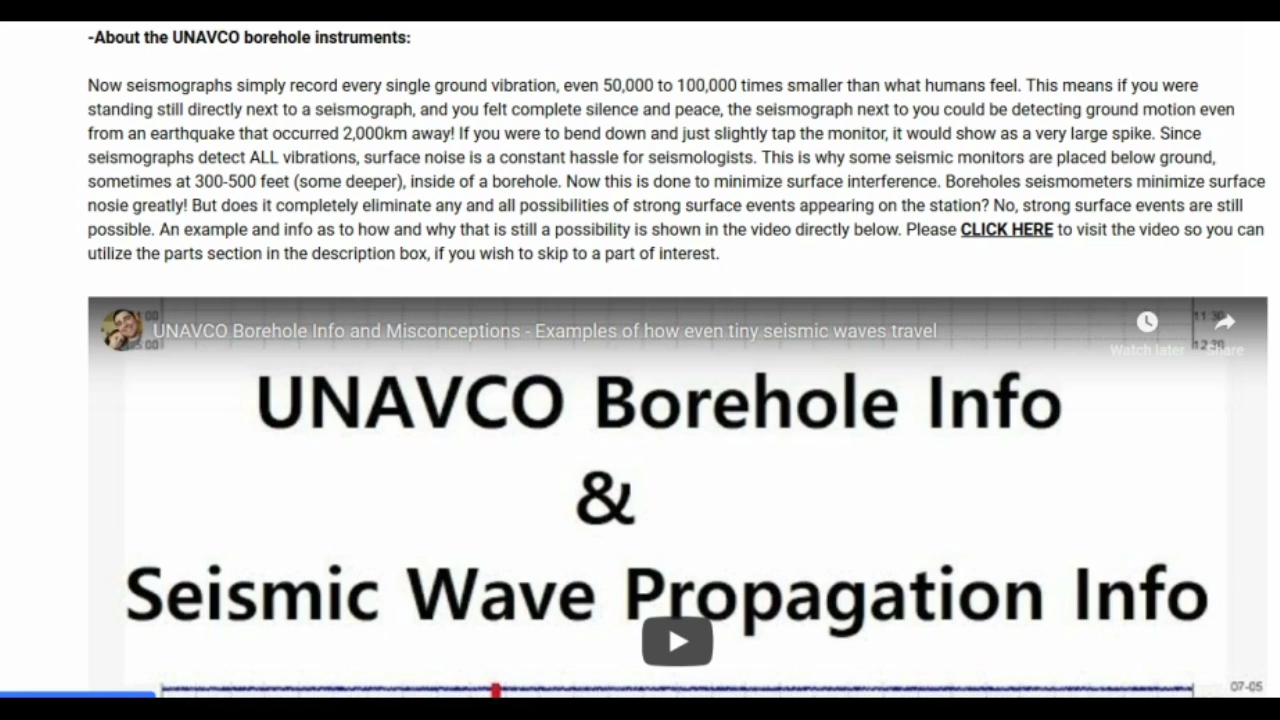 -About the UNAVCO borehole instruments:
Now seismographs simply record every single ground vibration, even 50,000 to 100,000 times smaller than what humans feel. This means if you were
standing still directly next to a seismograph, and you felt complete silence and peace, the seismograph next to you could be detecting ground motion even
from an earthquake that occurred 2,000km away! If you were to bend down and just slightly tap the monitor, it would show as a very large spike. Since
seismographs detect ALL vibrations, surface noise is a constant hassle for seismologists. This is why some seismic monitors are placed below ground,
sometimes at 300-500 feet (some deeper), inside of a borehole. Now this is done to minimize surface interference. Boreholes seismometers minimize surface
nosie greatly! But does it completely eliminate any and all possibilities of strong surface events appearing on the station? No, strong surface events are still
possible. An example and info as to how and why that is still a possibility is shown in the video directly below. Please CLICK HERE to visit the video so you can
utilize the parts section in the description box, if you wish to skip to a part of interest.
UNAVCO Borehole Info and Misconceptions - Examples of how even tiny seismic waves travel
Watch later Share
11:30
12:30
UNAVCO Borehole Info
&
Seismic Wave Propagation Info
07-05